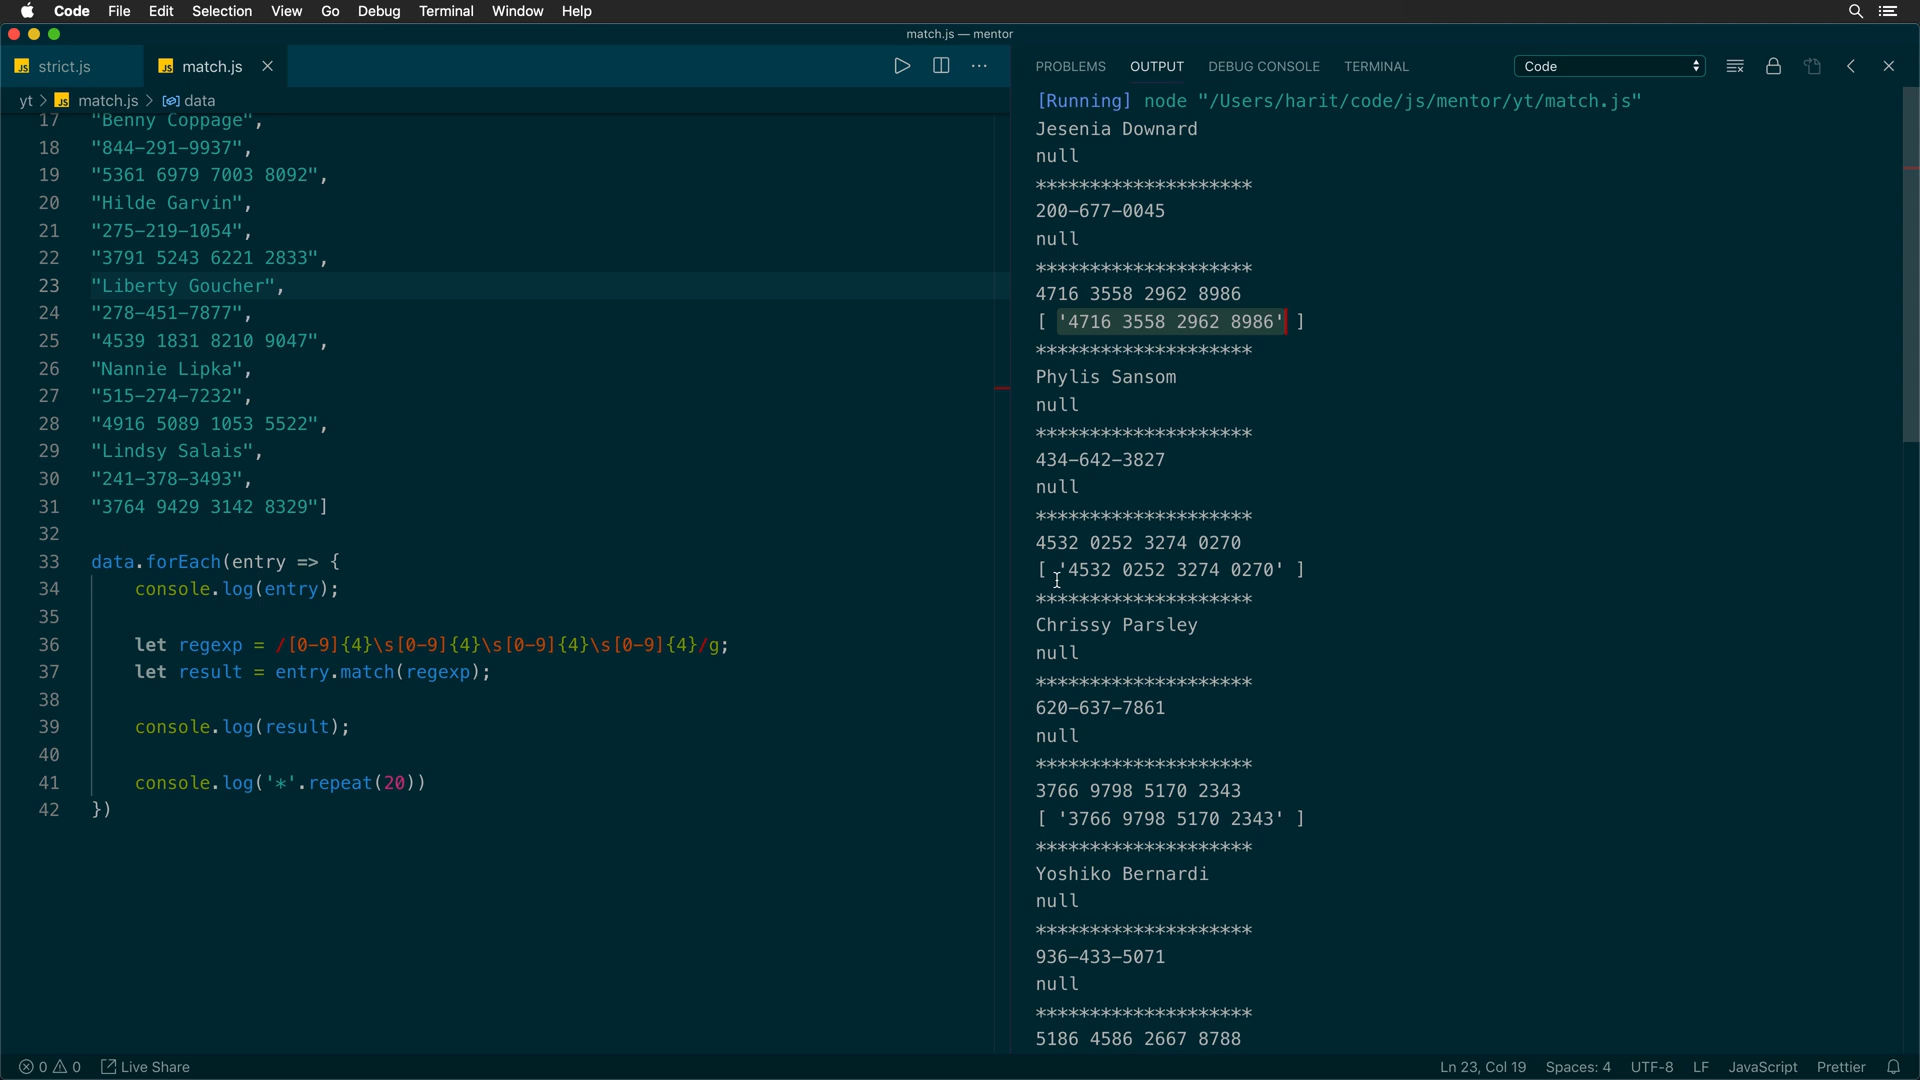 Code File Edit Selection View Go Debug Terminal Window Help
match.js — mentor
JS strict.js JS match.js
yt > JS match.js > data
17 "Benny Coppage",
18 "844-291-9937",
19 "5361 6979 7003 8092",
20 "Hilde Garvin",
21 "275-219-1054",
22 "3791 5243 6221 2833",
23 "Liberty Goucher",
24 "278-451-7877",
25 "4539 1831 8210 9047",
26 "Nannie Lipka",
27 "515-274-7232",
28 "4916 5089 1053 5522",
29 "Lindsy Salais",
30 "241-378-3493",
31 "3764 9429 3142 8329"]
32
33 data.forEach(entry => {
34 console.log(entry);
35
36 let regexp = /[0-9]{4}\s[0-9]{4}\s[0-9]{4}\s[0-9]{4}/g;
37 let result = entry.match(regexp);
38
39 console.log(result);
40
41 console.log('*'.repeat(20))
42 })
PROBLEMS OUTPUT DEBUG CONSOLE TERMINAL Code
[Running] node "/Users/harit/code/js/mentor/yt/match.js"
Jesenia Downard
null
********************
200-677-0045
null
********************
4716 3558 2962 8986
[ '4716 3558 2962 8986' ]
********************
Phylis Sansom
null
********************
434-642-3827
null
********************
4532 0252 3274 0270
[ '4532 0252 3274 0270' ]
********************
Chrissy Parsley
null
********************
620-637-7861
null
********************
3766 9798 5170 2343
[ '3766 9798 5170 2343' ]
********************
Yoshiko Bernardi
null
********************
936-433-5071
null
********************
5186 4586 2667 8788
0 0 Live Share Ln 23, Col 19 Spaces: 4 UTF-8 LF JavaScript Prettier